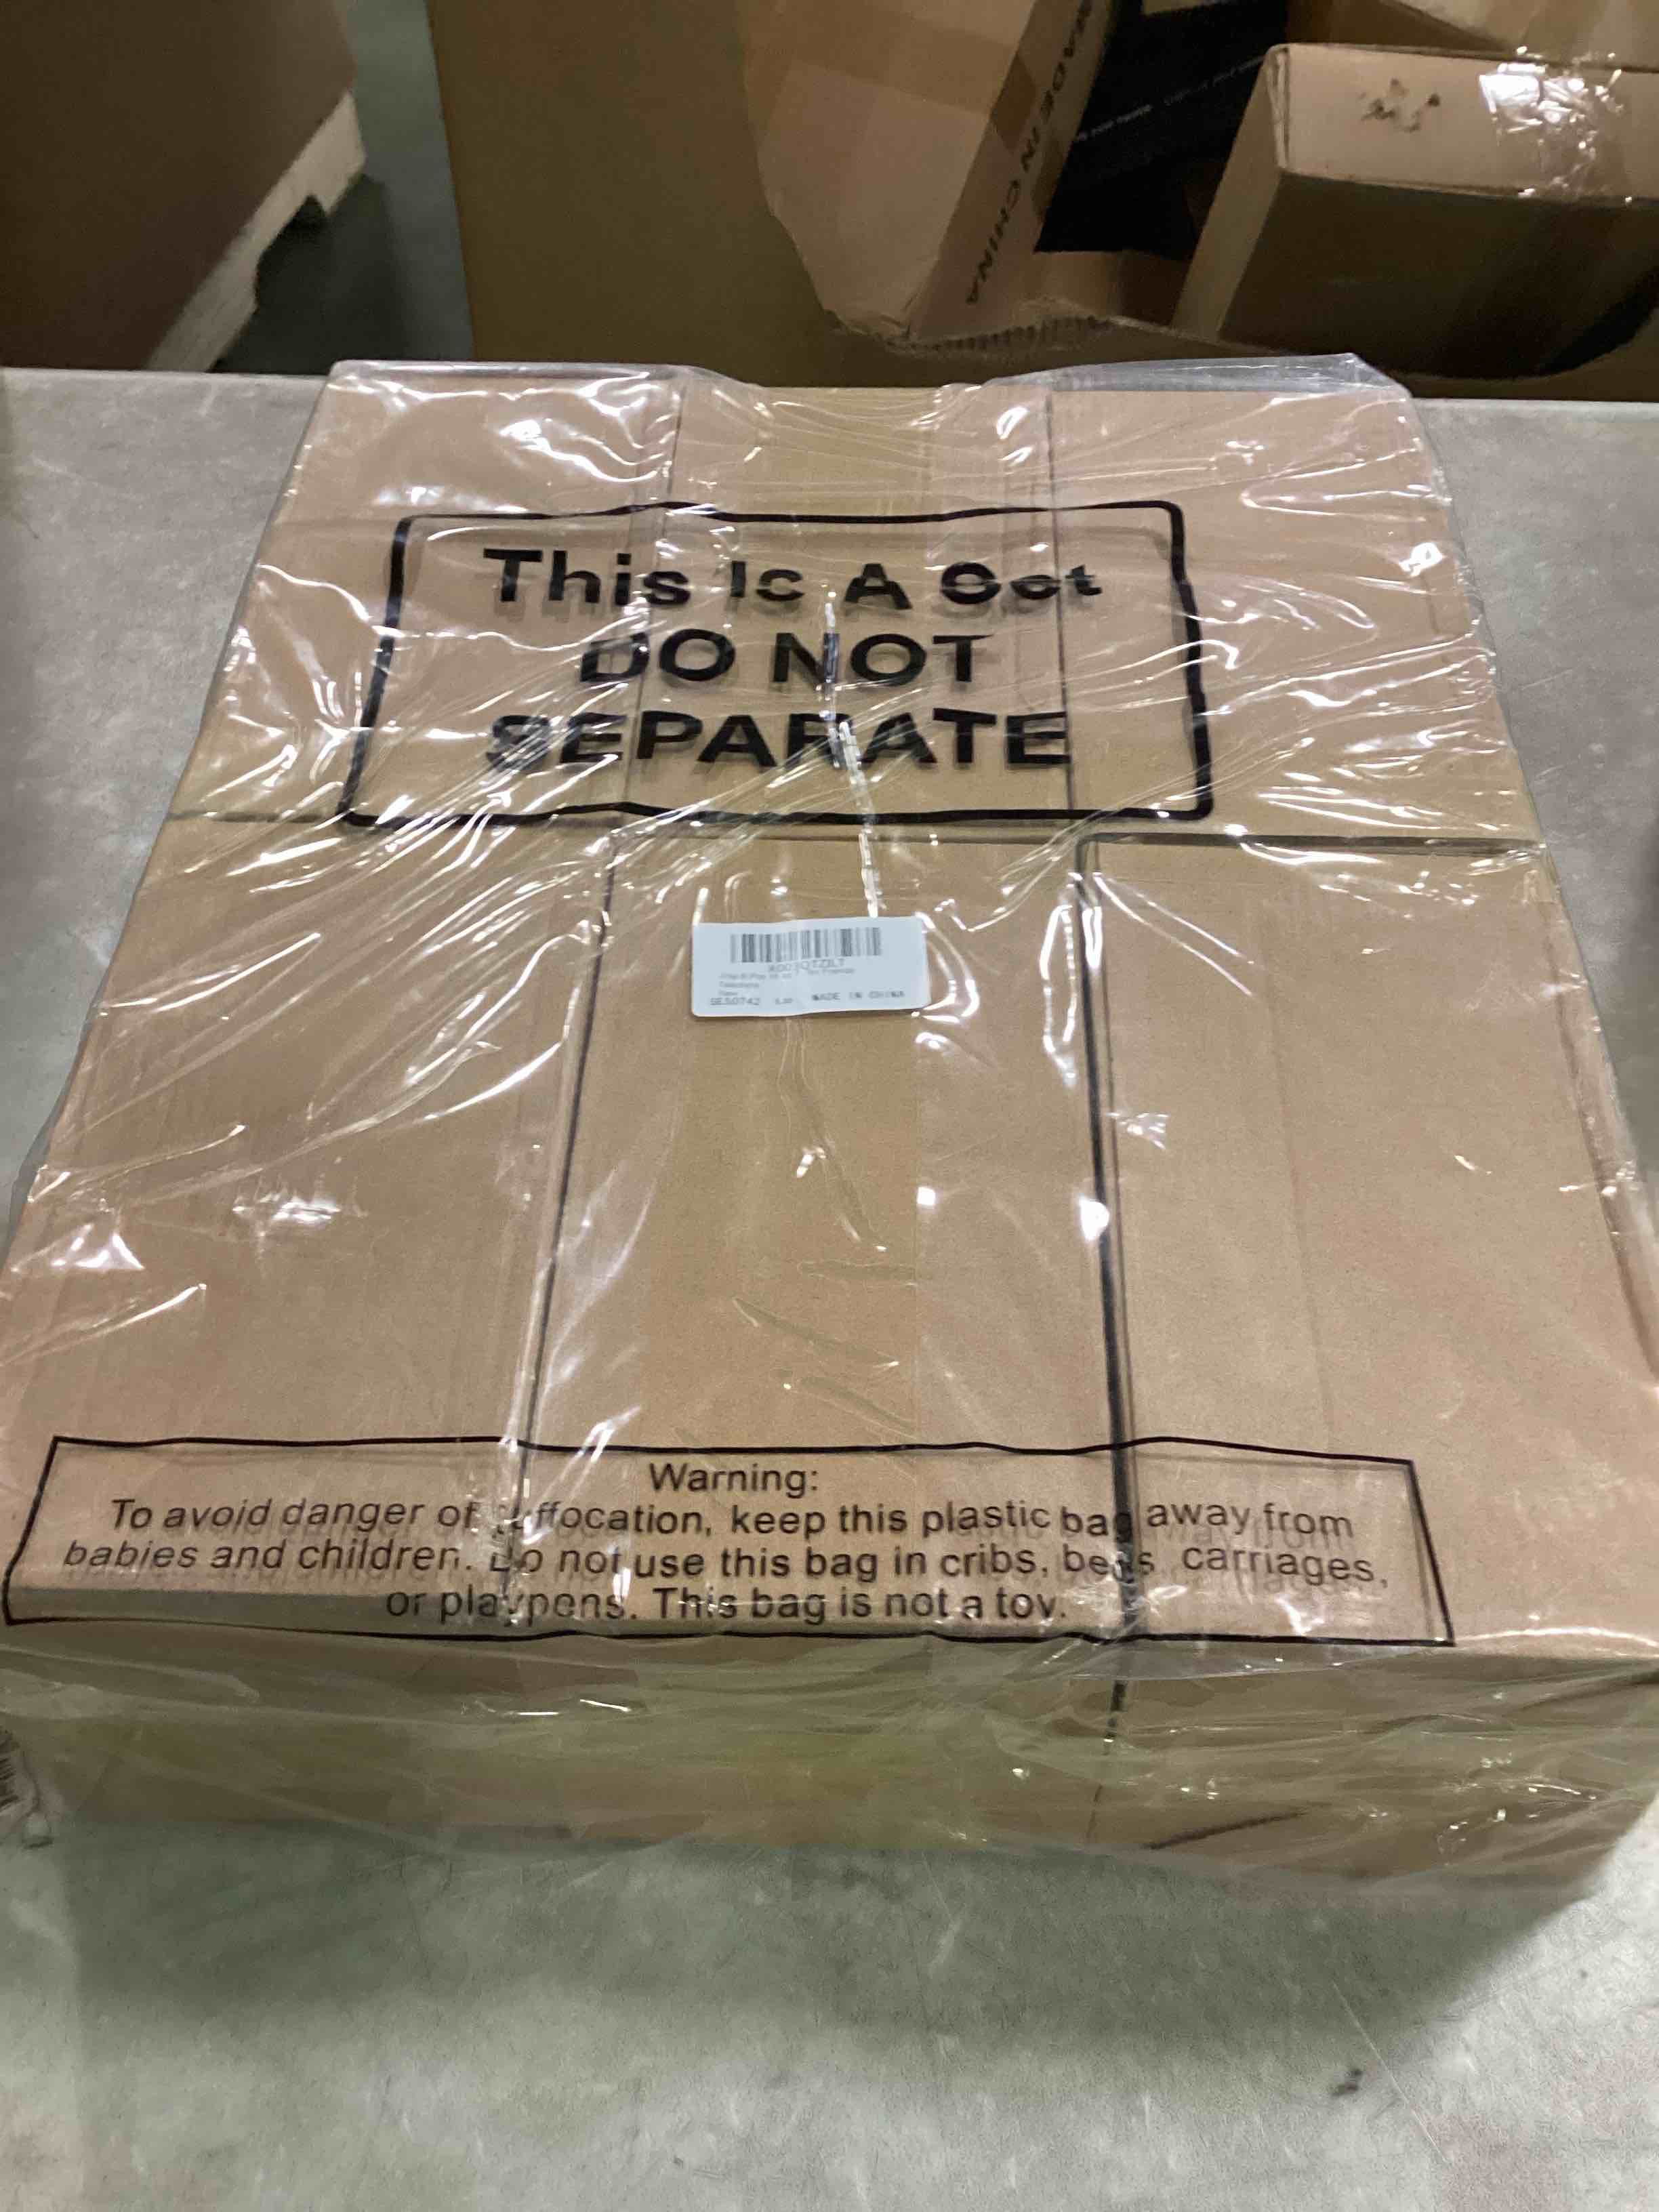 MADE IN CHINA
This Is A Set
DO NOT
SEPARATE
New
MADE IN CHINA
Warning:
To avoid danger of suffocation, keep this plastic bag away from
babies and children. Do not use this bag in cribs, beds, carriages,
or playpens. This bag is not a toy.